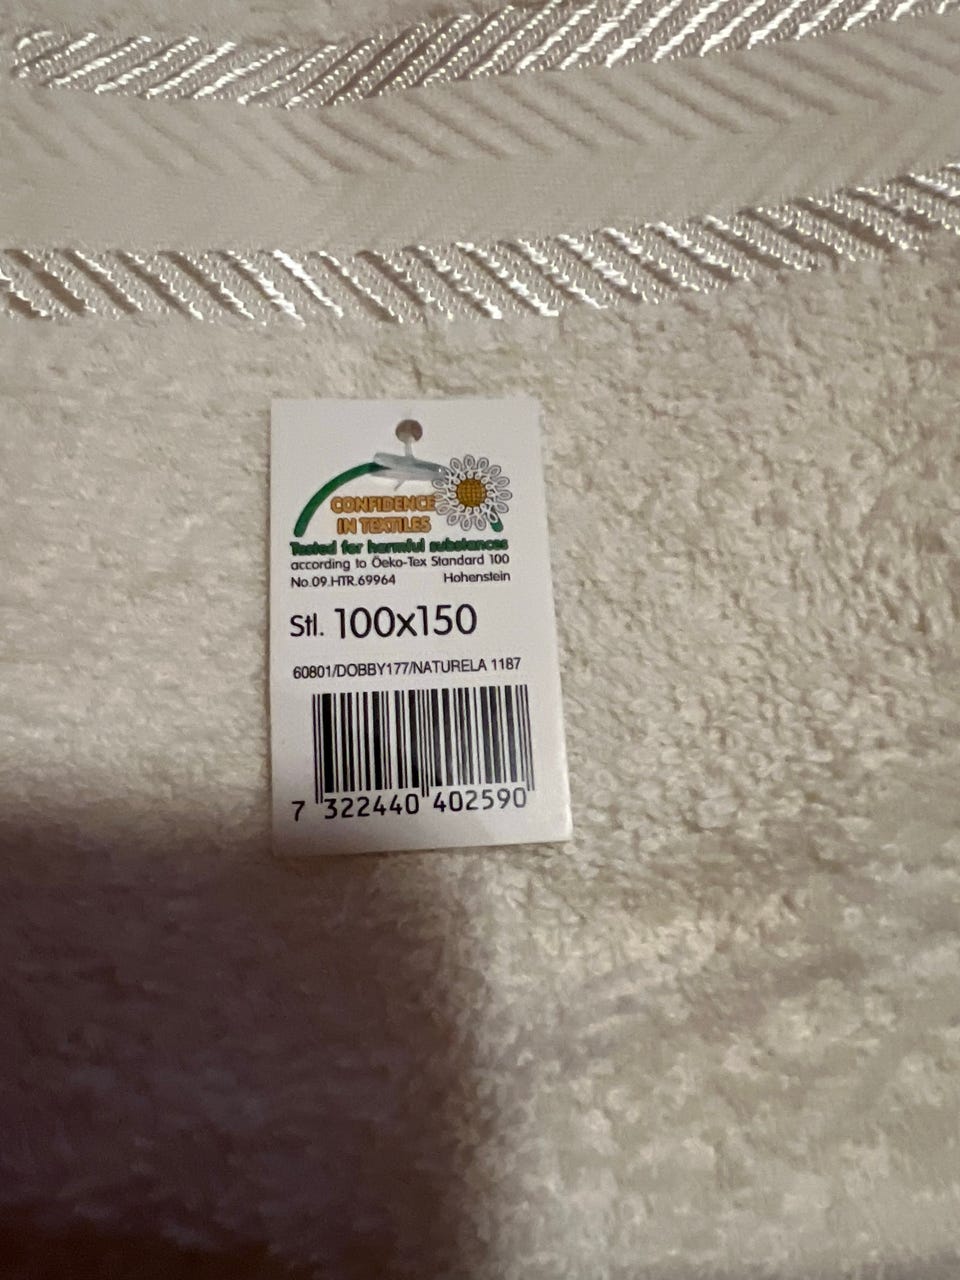 CONFIDENCE
IN TEXTILES
Tested for harmful substances
according to Öeko-Tex Standard 100
No.09.HTR.69964 Hohenstein
Stl. 100x150
60801/DOBBY177/NATURELA 1187
7 322440 402590